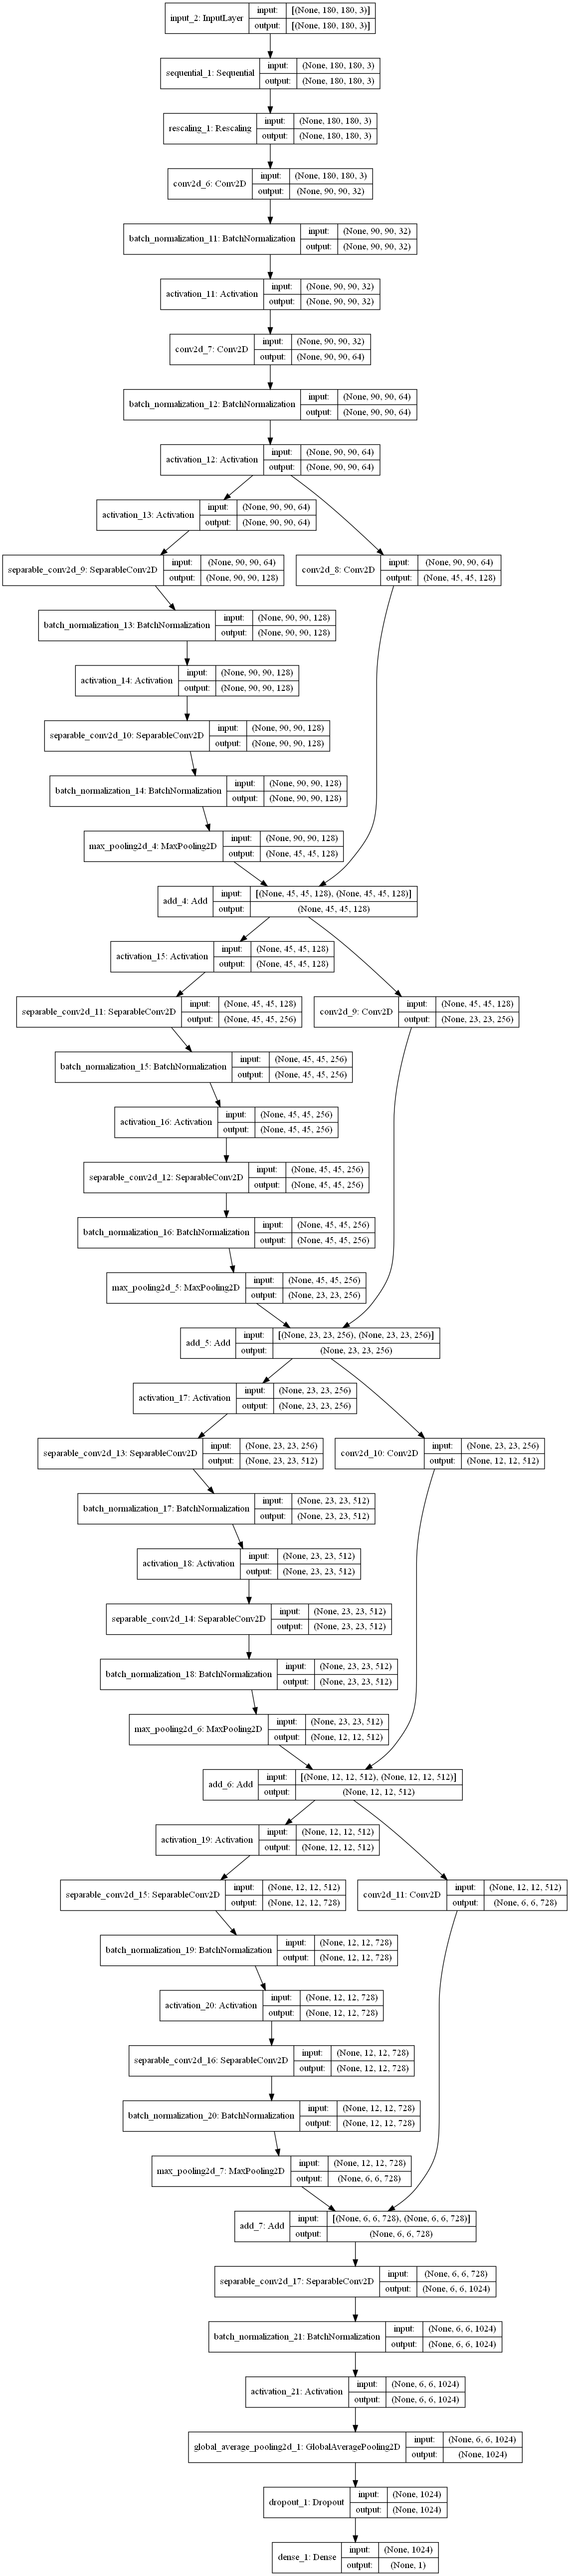 input_2: InputLayer
input: [(None, 180, 180, 3)]
output: [(None, 180, 180, 3)]
sequential_1: Sequential
input: (None, 180, 180, 3)
output: (None, 180, 180, 3)
rescaling_1: Rescaling
input: (None, 180, 180, 3)
output: (None, 180, 180, 3)
conv2d_6: Conv2D
input: (None, 180, 180, 3)
output: (None, 90, 90, 32)
batch_normalization_11: BatchNormalization
input: (None, 90, 90, 32)
output: (None, 90, 90, 32)
activation_11: Activation
input: (None, 90, 90, 32)
output: (None, 90, 90, 32)
conv2d_7: Conv2D
input: (None, 90, 90, 32)
output: (None, 90, 90, 64)
batch_normalization_12: BatchNormalization
input: (None, 90, 90, 64)
output: (None, 90, 90, 64)
activation_12: Activation
input: (None, 90, 90, 64)
output: (None, 90, 90, 64)
activation_13: Activation
input: (None, 90, 90, 64)
output: (None, 90, 90, 64)
separable_conv2d_9: SeparableConv2D
input: (None, 90, 90, 64)
output: (None, 90, 90, 128)
conv2d_8: Conv2D
input: (None, 90, 90, 64)
output: (None, 45, 45, 128)
batch_normalization_13: BatchNormalization
input: (None, 90, 90, 128)
output: (None, 90, 90, 128)
activation_14: Activation
input: (None, 90, 90, 128)
output: (None, 90, 90, 128)
separable_conv2d_10: SeparableConv2D
input: (None, 90, 90, 128)
output: (None, 90, 90, 128)
batch_normalization_14: BatchNormalization
input: (None, 90, 90, 128)
output: (None, 90, 90, 128)
max_pooling2d_4: MaxPooling2D
input: (None, 90, 90, 128)
output: (None, 45, 45, 128)
add_4: Add
input: [(None, 45, 45, 128), (None, 45, 45, 128)]
output: (None, 45, 45, 128)
activation_15: Activation
input: (None, 45, 45, 128)
output: (None, 45, 45, 128)
separable_conv2d_11: SeparableConv2D
input: (None, 45, 45, 128)
output: (None, 45, 45, 256)
conv2d_9: Conv2D
input: (None, 45, 45, 128)
output: (None, 23, 23, 256)
batch_normalization_15: BatchNormalization
input: (None, 45, 45, 256)
output: (None, 45, 45, 256)
activation_16: Activation
input: (None, 45, 45, 256)
output: (None, 45, 45, 256)
separable_conv2d_12: SeparableConv2D
input: (None, 45, 45, 256)
output: (None, 45, 45, 256)
batch_normalization_16: BatchNormalization
input: (None, 45, 45, 256)
output: (None, 45, 45, 256)
max_pooling2d_5: MaxPooling2D
input: (None, 45, 45, 256)
output: (None, 23, 23, 256)
add_5: Add
input: [(None, 23, 23, 256), (None, 23, 23, 256)]
output: (None, 23, 23, 256)
activation_17: Activation
input: (None, 23, 23, 256)
output: (None, 23, 23, 256)
separable_conv2d_13: SeparableConv2D
input: (None, 23, 23, 256)
output: (None, 23, 23, 512)
conv2d_10: Conv2D
input: (None, 23, 23, 256)
output: (None, 12, 12, 512)
batch_normalization_17: BatchNormalization
input: (None, 23, 23, 512)
output: (None, 23, 23, 512)
activation_18: Activation
input: (None, 23, 23, 512)
output: (None, 23, 23, 512)
separable_conv2d_14: SeparableConv2D
input: (None, 23, 23, 512)
output: (None, 23, 23, 512)
batch_normalization_18: BatchNormalization
input: (None, 23, 23, 512)
output: (None, 23, 23, 512)
max_pooling2d_6: MaxPooling2D
input: (None, 23, 23, 512)
output: (None, 12, 12, 512)
add_6: Add
input: [(None, 12, 12, 512), (None, 12, 12, 512)]
output: (None, 12, 12, 512)
activation_19: Activation
input: (None, 12, 12, 512)
output: (None, 12, 12, 512)
separable_conv2d_15: SeparableConv2D
input: (None, 12, 12, 512)
output: (None, 12, 12, 728)
conv2d_11: Conv2D
input: (None, 12, 12, 512)
output: (None, 6, 6, 728)
batch_normalization_19: BatchNormalization
input: (None, 12, 12, 728)
output: (None, 12, 12, 728)
activation_20: Activation
input: (None, 12, 12, 728)
output: (None, 12, 12, 728)
separable_conv2d_16: SeparableConv2D
input: (None, 12, 12, 728)
output: (None, 12, 12, 728)
batch_normalization_20: BatchNormalization
input: (None, 12, 12, 728)
output: (None, 12, 12, 728)
max_pooling2d_7: MaxPooling2D
input: (None, 12, 12, 728)
output: (None, 6, 6, 728)
add_7: Add
input: [(None, 6, 6, 728), (None, 6, 6, 728)]
output: (None, 6, 6, 728)
separable_conv2d_17: SeparableConv2D
input: (None, 6, 6, 728)
output: (None, 6, 6, 1024)
batch_normalization_21: BatchNormalization
input: (None, 6, 6, 1024)
output: (None, 6, 6, 1024)
activation_21: Activation
input: (None, 6, 6, 1024)
output: (None, 6, 6, 1024)
global_average_pooling2d_1: GlobalAveragePooling2D
input: (None, 6, 6, 1024)
output: (None, 1024)
dropout_1: Dropout
input: (None, 1024)
output: (None, 1024)
dense_1: Dense
input: (None, 1024)
output: (None, 1)